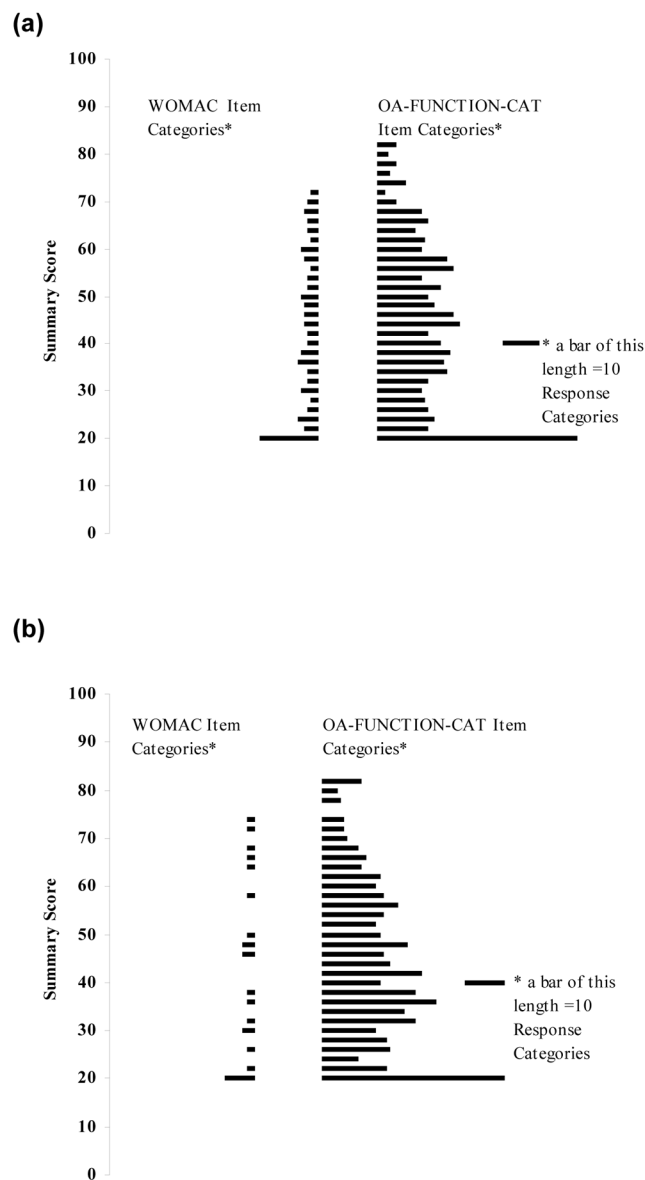 (a)
100
90
80
70
60
50
40
30
20
10
0
Summary Score
WOMAC Item
Categories*
OA-FUNCTION-CAT
Item Categories*
* a bar of this
length =10
Response
Categories
(b)
100
90
80
70
60
50
40
30
20
10
0
Summary Score
WOMAC Item
Categories*
OA-FUNCTION-CAT Item
Categories*
* a bar of this
length =10
Response
Categories